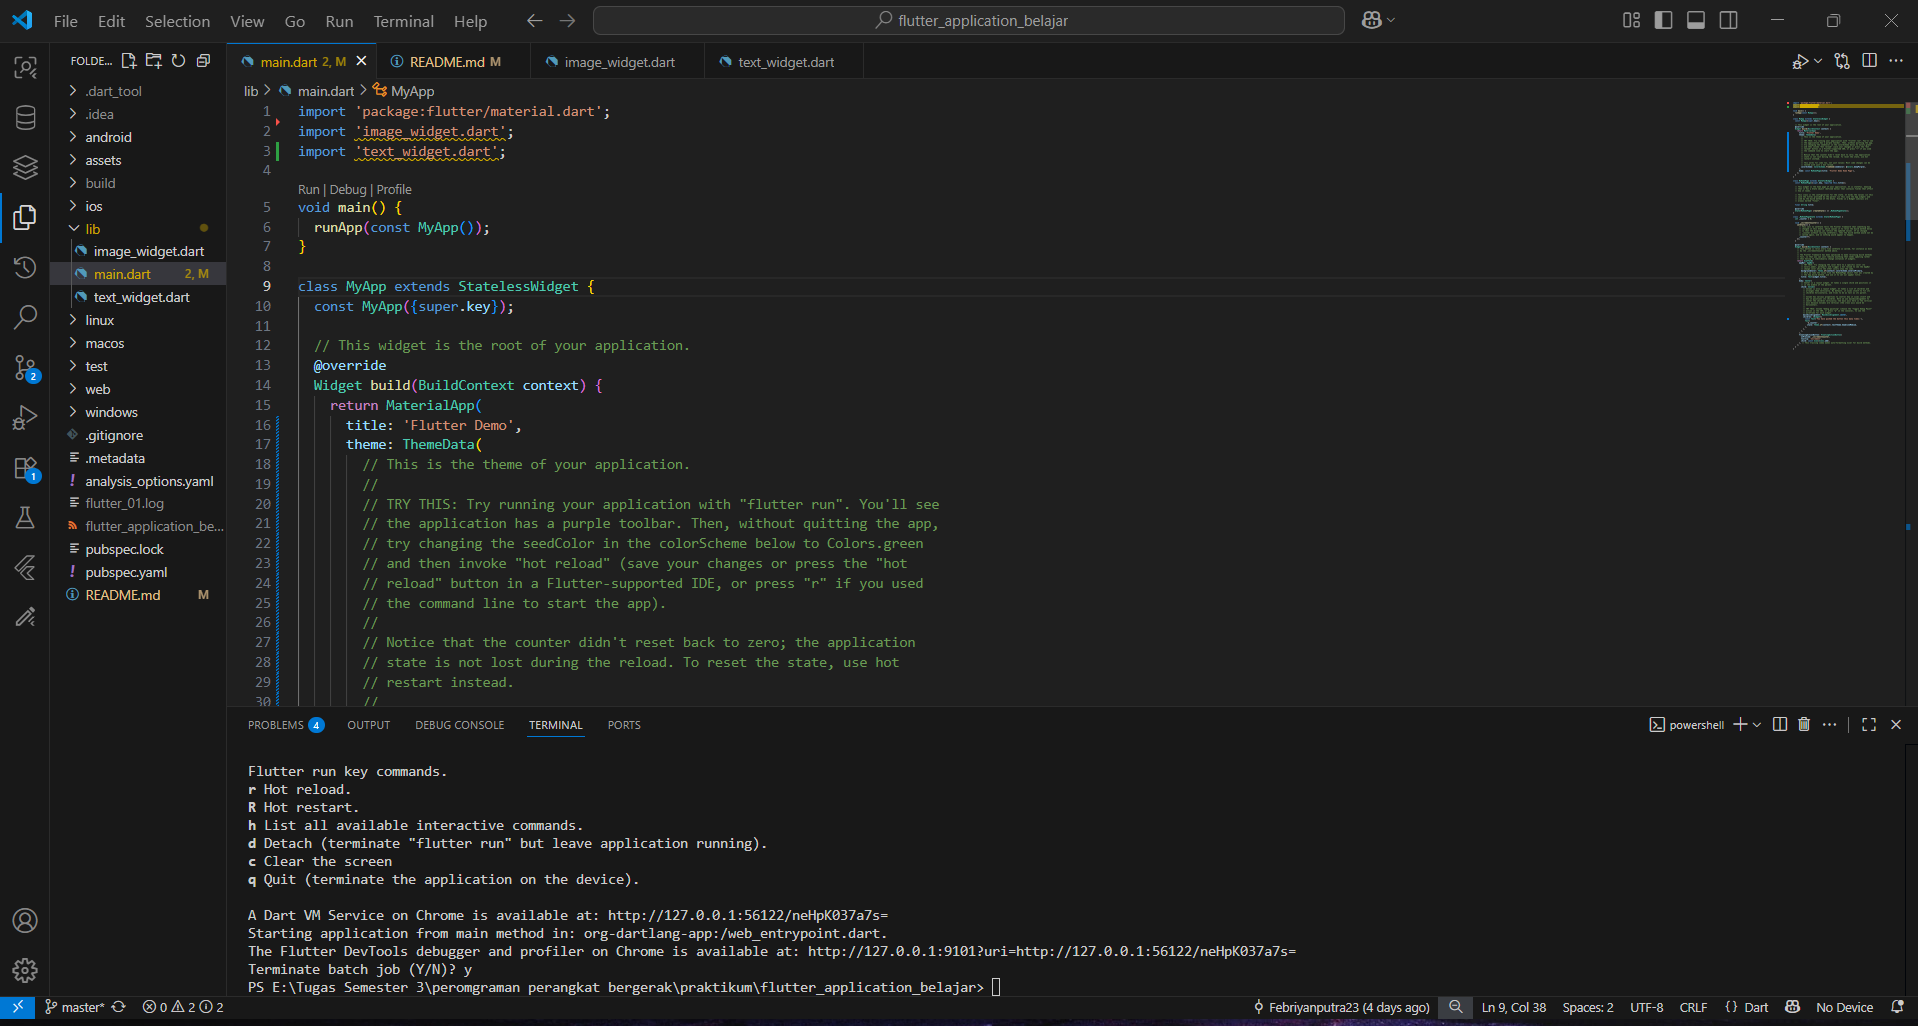 File Edit Selection View Go Run Terminal Help flutter_application_belajar
FOLDE...
main.dart 2, M
README.md M
image_widget.dart
text_widget.dart
.dart_tool
.idea
android
assets
build
ios
lib
image_widget.dart
main.dart 2, M
text_widget.dart
linux
macos
test
web
windows
.gitignore
.metadata
analysis_options.yaml
flutter_01.log
flutter_application_be...
pubspec.lock
pubspec.yaml
README.md M
2
1
lib > main.dart > MyApp
1 import 'package:flutter/material.dart';
2 import 'image_widget.dart';
3 import 'text_widget.dart';
4
Run | Debug | Profile
5 void main() {
6 runApp(const MyApp());
7 }
8
9 class MyApp extends StatelessWidget {
10 const MyApp({super.key});
11
12 // This widget is the root of your application.
13 @override
14 Widget build(BuildContext context) {
15 return MaterialApp(
16 title: 'Flutter Demo',
17 theme: ThemeData(
18 // This is the theme of your application.
19 //
20 // TRY THIS: Try running your application with "flutter run". You'll see
21 // the application has a purple toolbar. Then, without quitting the app,
22 // try changing the seedColor in the colorScheme below to Colors.green
23 // and then invoke "hot reload" (save your changes or press the "hot
24 // reload" button in a Flutter-supported IDE, or press "r" if you used
25 // the command line to start the app).
26 //
27 // Notice that the counter didn't reset back to zero; the application
28 // state is not lost during the reload. To reset the state, use hot
29 // restart instead.
30 //
PROBLEMS 4 OUTPUT DEBUG CONSOLE TERMINAL PORTS powershell
Flutter run key commands.
r Hot reload.
R Hot restart.
h List all available interactive commands.
d Detach (terminate "flutter run" but leave application running).
c Clear the screen
q Quit (terminate the application on the device).
A Dart VM Service on Chrome is available at: http://127.0.0.1:56122/neHpK037a7s=
Starting application from main method in: org-dartlang-app:/web_entrypoint.dart.
The Flutter DevTools debugger and profiler on Chrome is available at: http://127.0.0.1:9101?uri=http://127.0.0.1:56122/neHpK037a7s=
Terminate batch job (Y/N)? y
PS E:\Tugas Semester 3\peromgraman perangkat bergerak\praktikum\flutter_application_belajar>
master* 0 2 2 Febriyanputra23 (4 days ago) Ln 9, Col 38 Spaces: 2 UTF-8 CRLF {} Dart No Device